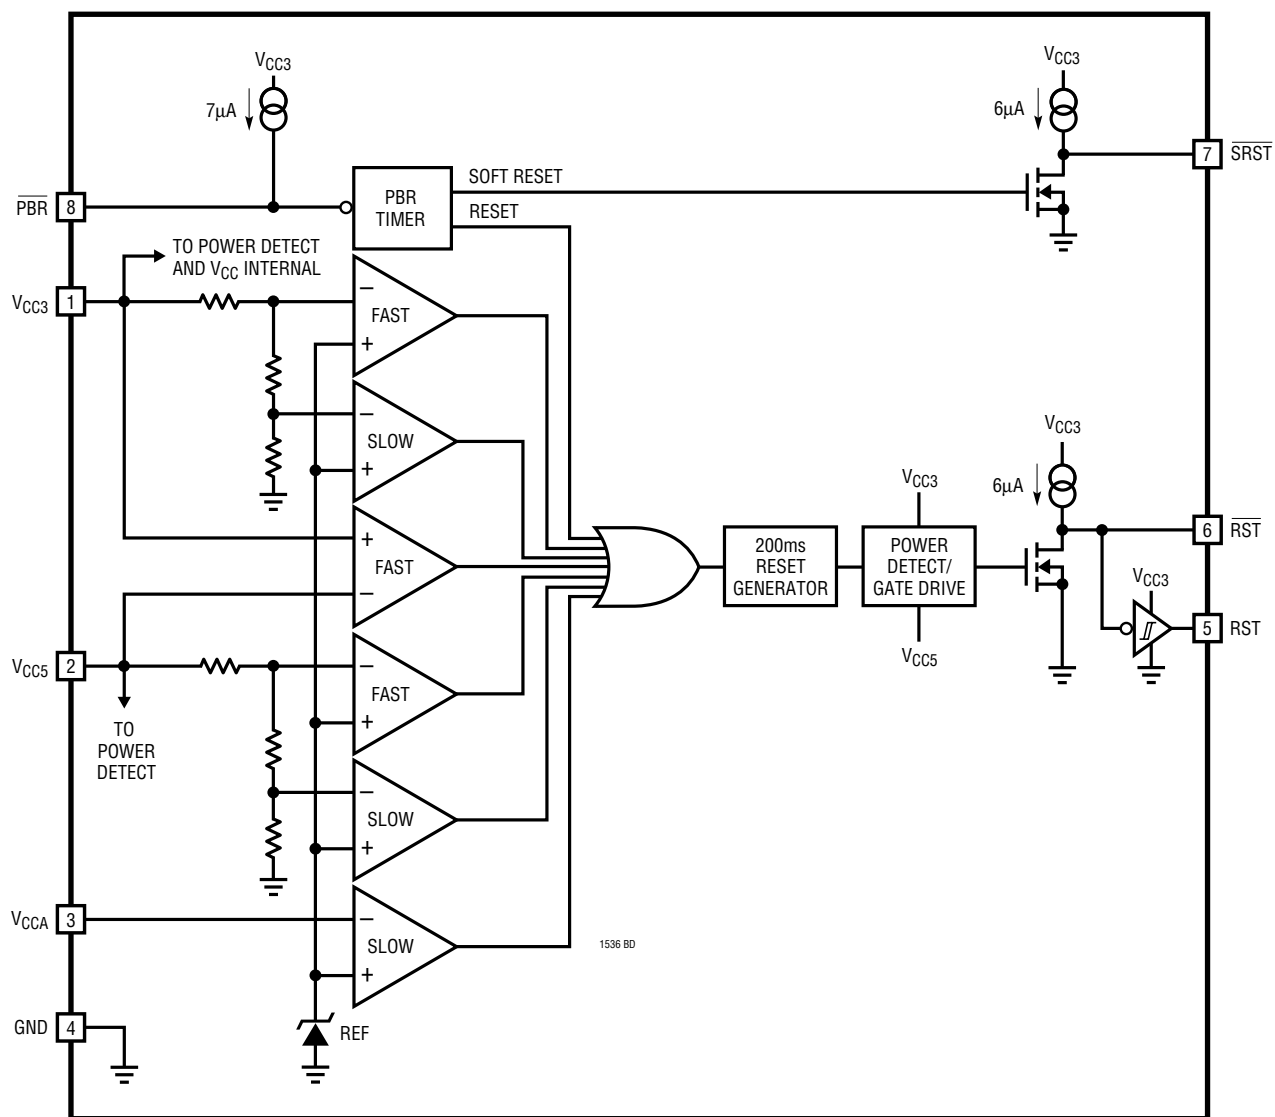 VCC3
7µA
VCC3
6µA
7
SRST
PBR
8
PBR
TIMER
SOFT RESET
RESET
TO POWER DETECT
AND VCC INTERNAL
VCC3
1
−
FAST
+
−
SLOW
+
VCC3
6µA
6
RST
+
FAST
−
200ms
RESET
GENERATOR
VCC3
POWER
DETECT/
GATE DRIVE
VCC5
VCC3
5
RST
VCC5
2
−
FAST
+
TO
POWER
DETECT
−
SLOW
+
VCCA
3
−
SLOW
+
1536 BD
GND
4
REF